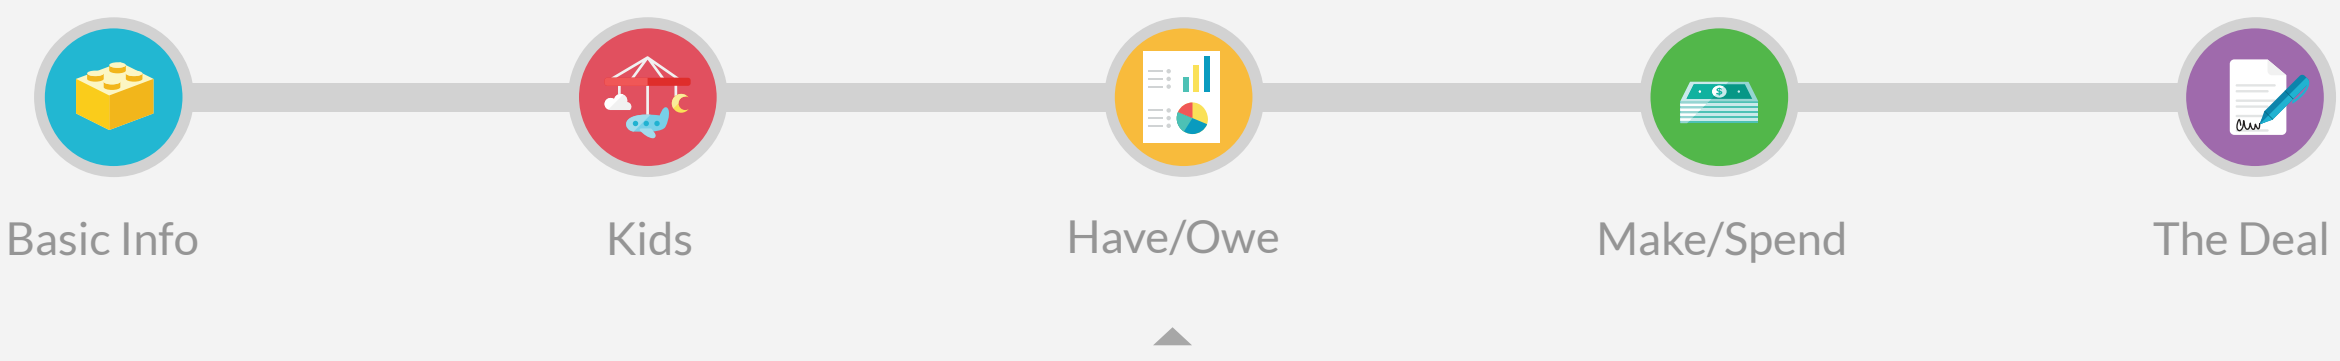 Basic Info
Kids
Have/Owe
Make/Spend
The Deal